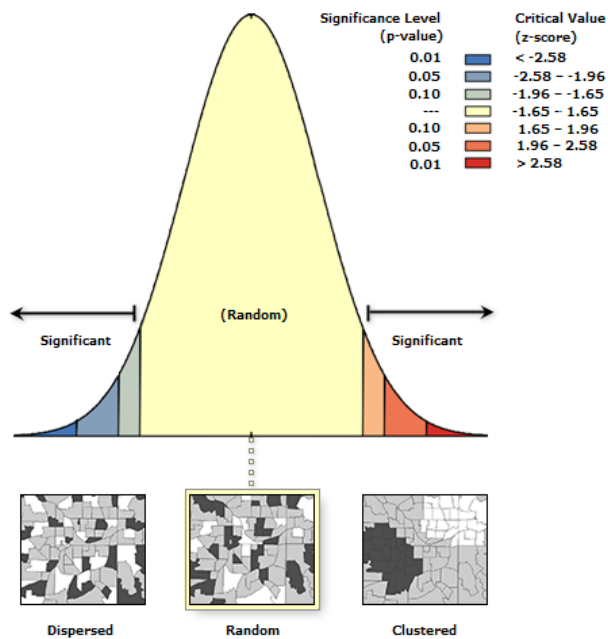 Significance Level Critical Value
(p-value) (z-score)
0.01 < -2.58
0.05 -2.58 – -1.96
0.10 -1.96 – -1.65
--- -1.65 – 1.65
0.10 1.65 – 1.96
0.05 1.96 – 2.58
0.01 > 2.58
(Random)
Significant Significant
Dispersed Random Clustered